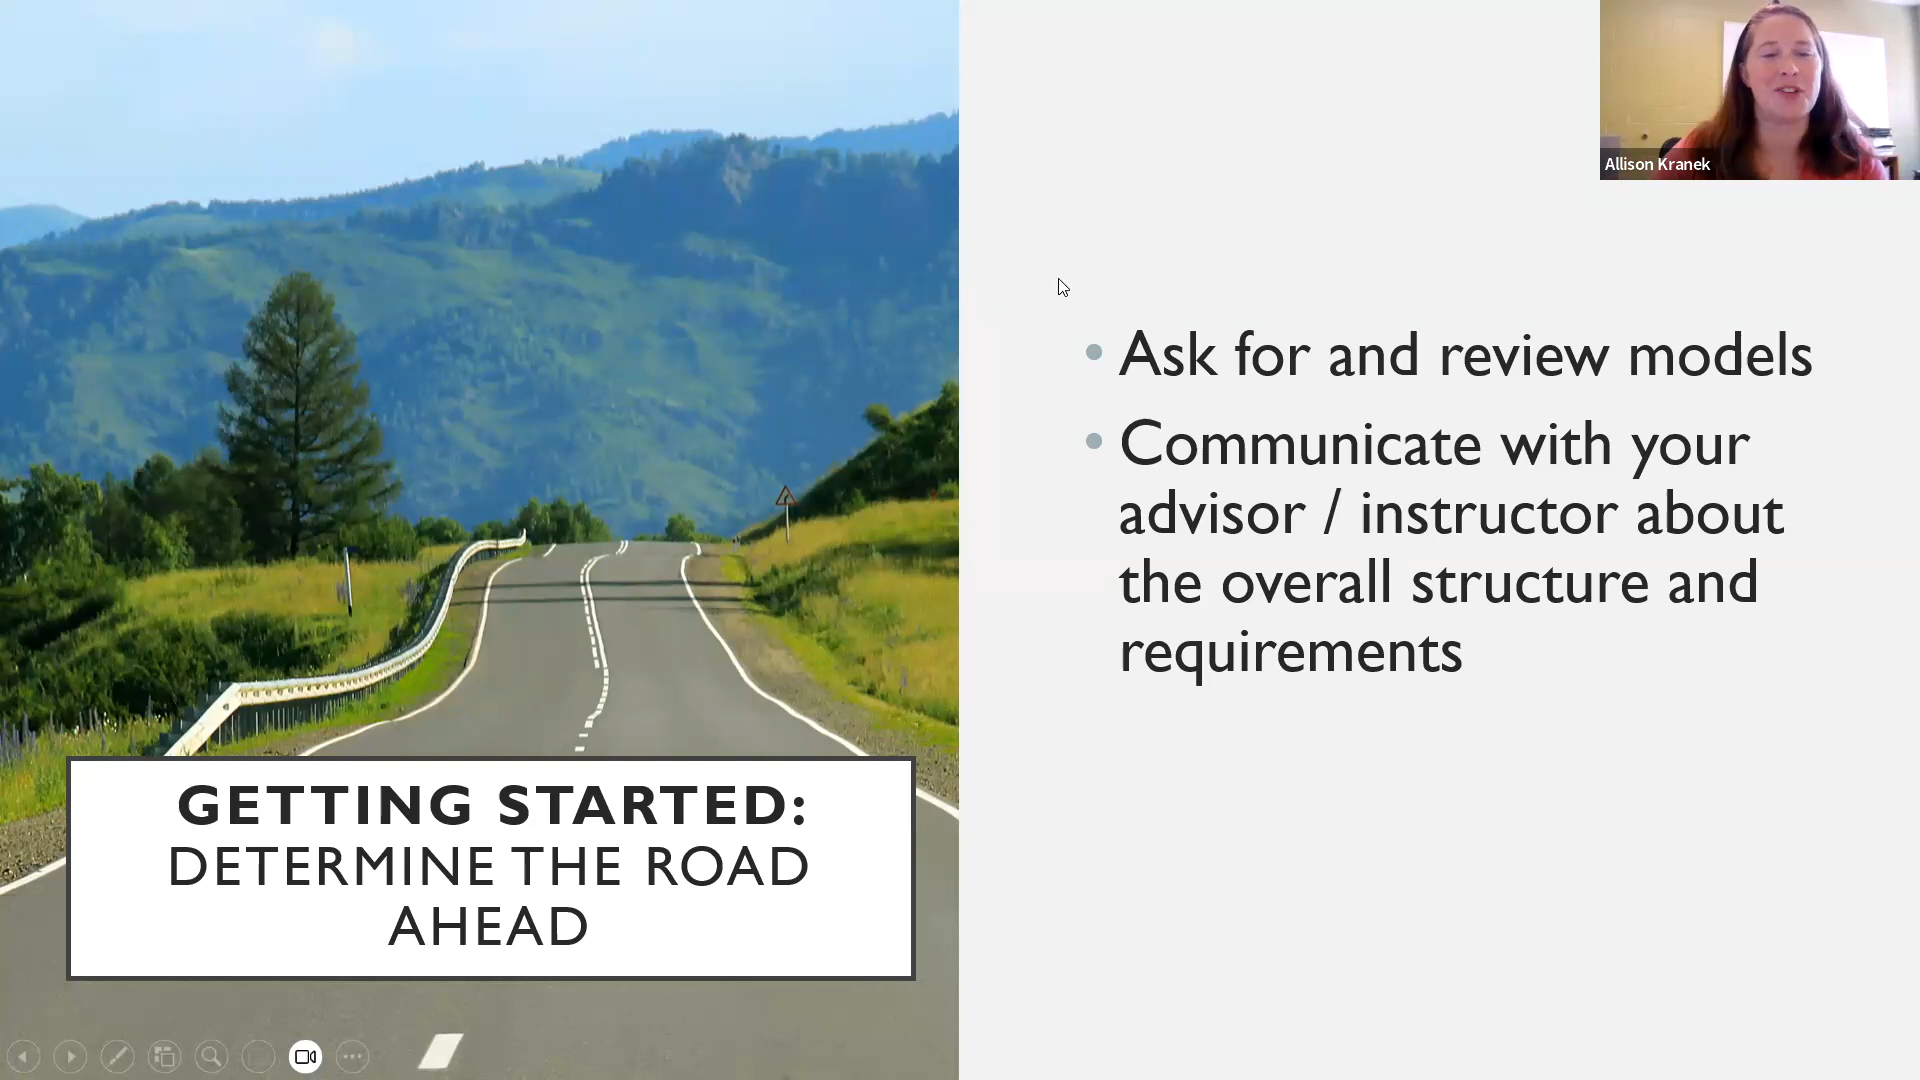 Allison Kranek
• Ask for and review models
• Communicate with your
advisor / instructor about
the overall structure and
requirements
GETTING STARTED:
DETERMINE THE ROAD
AHEAD